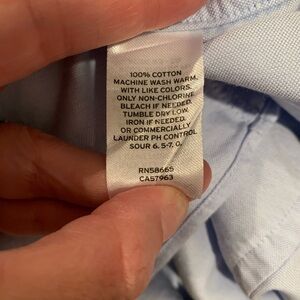 100% COTTON
MACHINE WASH WARM,
WITH LIKE COLORS.
ONLY NON-CHLORINE
BLEACH IF NEEDED.
TUMBLE DRY LOW.
IRON IF NEEDED.
OR COMMERCIALLY
LAUNDER PH CONTROL
SOUR 6. 5-7. 0.
RN58665
CA57963